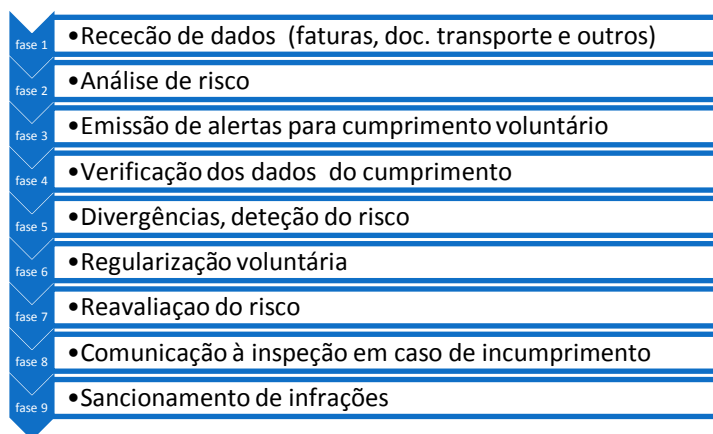 fase 1
•Rececão de dados (faturas, doc. transporte e outros)
fase 2
•Análise de risco
fase 3
•Emissão de alertas para cumprimento voluntário
fase 4
•Verificação dos dados do cumprimento
fase 5
•Divergências, deteção do risco
fase 6
•Regularização voluntária
fase 7
•Reavaliaçao do risco
fase 8
•Comunicação à inspeção em caso de incumprimento
fase 9
•Sancionamento de infrações